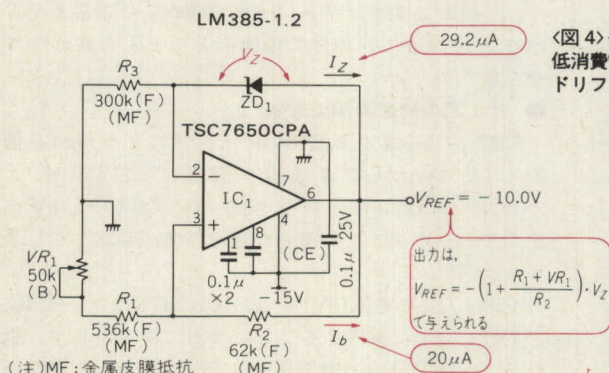 LM385-1.2
29.2μA
〈図4〉
低消費
ドリフ
R3
300k(F)
(MF)
VZ
ZD1
IZ
TSC7650CPA
2
−
3
+
IC1
7
6
4
1
8
(CE)
0.1μ 25V
0.1μ
×2
−15V
VREF = −10.0V
出力は,
VREF = −(1 + R1 + VR1 / R2)・VZ
で与えられる
VR1
50k
(B)
R1
536k(F)
(MF)
R2
62k(F)
(MF)
Ib
20μA
(注)MF:金属皮膜抵抗